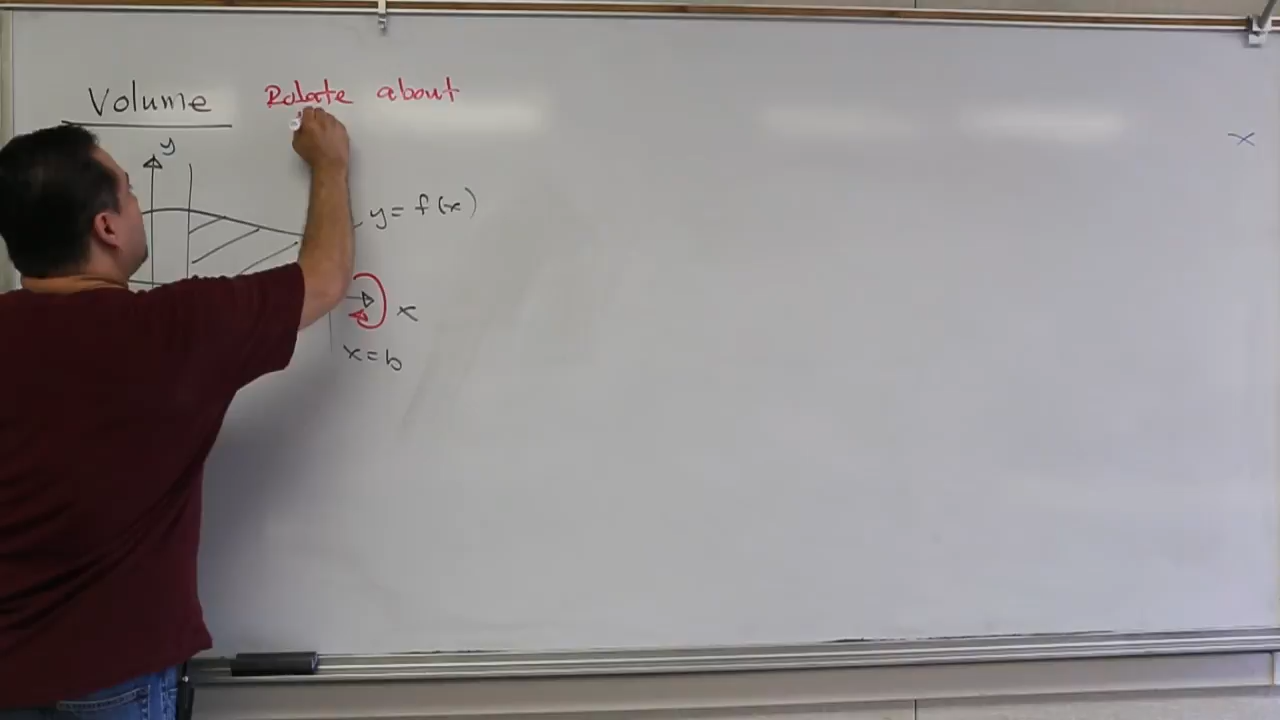 Volume Rotate about
y
y = f(x)
x
x = b
x